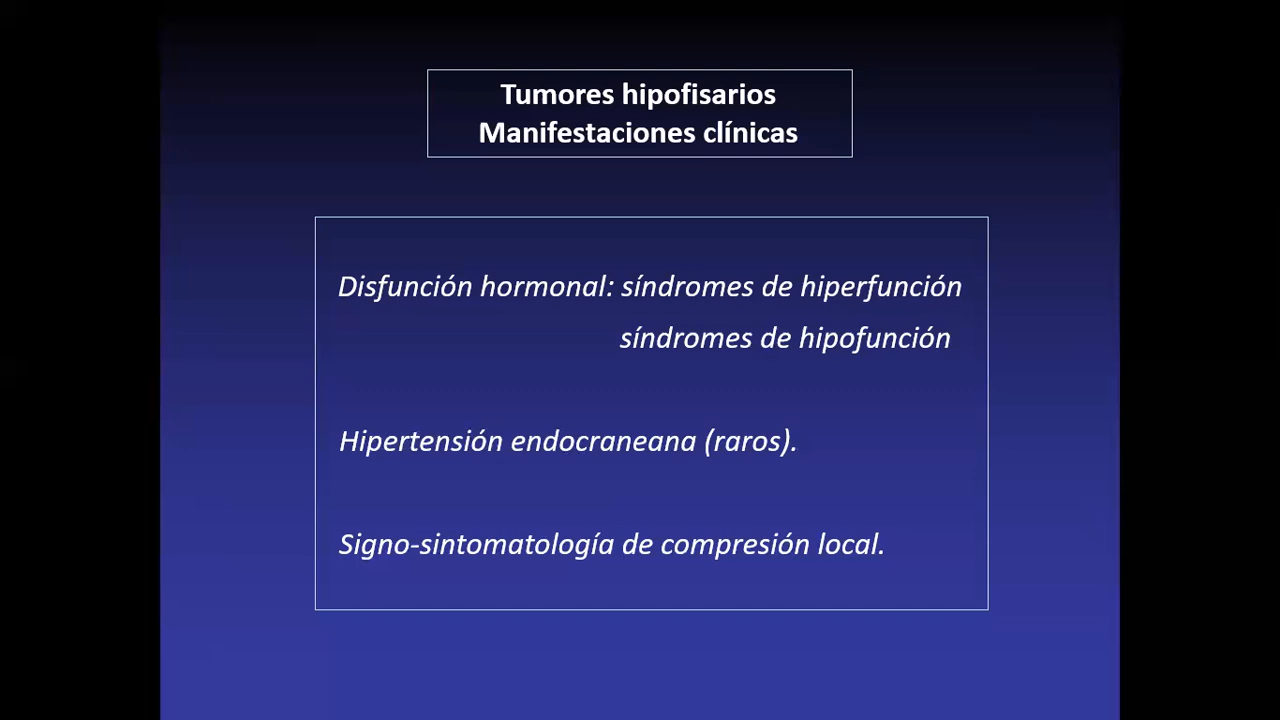 Tumores hipofisarios
Manifestaciones clínicas
Disfunción hormonal: síndromes de hiperfunción
síndromes de hipofunción
Hipertensión endocraneana (raros).
Signo-sintomatología de compresión local.